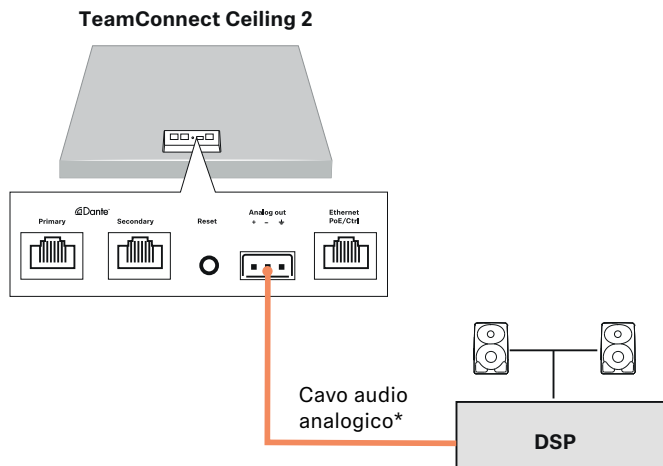 TeamConnect Ceiling 2
Dante
Primary
Secondary
Reset
Analog out
+ -
Ethernet
PoE/Ctrl
Cavo audio
analogico*
DSP